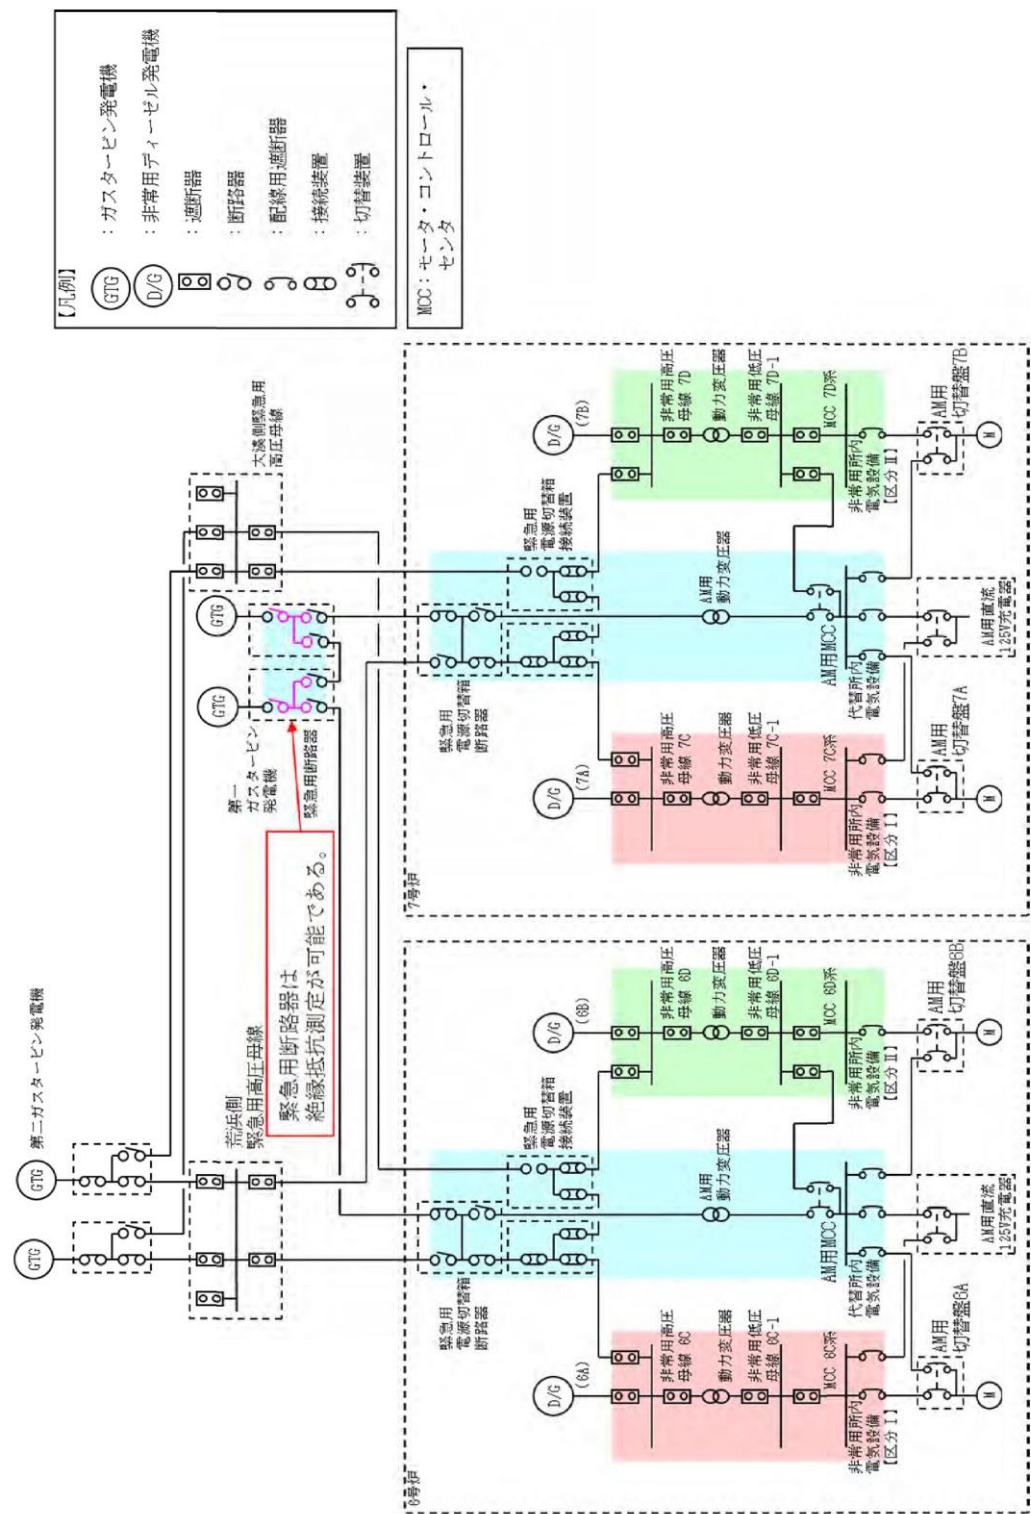 【凡例】
GTG
：ガスタービン発電機
D/G
：非常用ディーゼル発電機
：遮断器
：断路器
：配線用遮断器
：接続装置
：切替装置
MCC：モータ・コントロール・
センタ
第二ガスタービン発電機
GTG
GTG
荒浜側
緊急用高圧母線
大湊側緊急用
高圧母線
第一
ガスタービン
発電機
GTG
GTG
緊急用断路器
緊急用断路器は
絶縁抵抗測定が可能である。
6号炉
緊急用
電源切替箱
断路器
緊急用
電源切替箱
接続装置
D/G
(6A)
非常用高圧
母線 6C
動力変圧器
非常用低圧
母線 6C-1
MCC 6C系
非常用所内
電気設備
【区分Ⅰ】
AM用
切替盤6A
M
AM用
動力変圧器
AM用MCC
代替所内
電気設備
AM用直流
125V充電器
D/G
(6B)
非常用高圧
母線 6D
動力変圧器
非常用低圧
母線 6D-1
MCC 6D系
非常用所内
電気設備
【区分Ⅱ】
AM用
切替盤6B
M
7号炉
緊急用
電源切替箱
断路器
緊急用
電源切替箱
接続装置
D/G
(7A)
非常用高圧
母線 7C
動力変圧器
非常用低圧
母線 7C-1
MCC 7C系
非常用所内
電気設備
【区分Ⅰ】
AM用
切替盤7A
M
AM用
動力変圧器
AM用MCC
代替所内
電気設備
AM用直流
125V充電器
D/G
(7B)
非常用高圧
母線 7D
動力変圧器
非常用低圧
母線 7D-1
MCC 7D系
非常用所内
電気設備
【区分Ⅱ】
AM用
切替盤7B
M